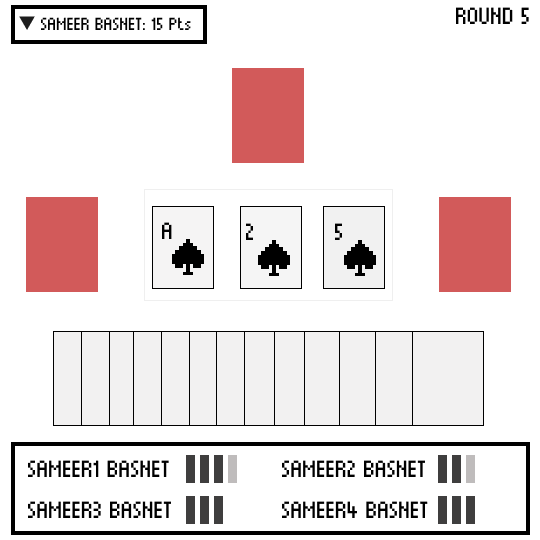 ▼ SAMEER BASNET: 15 Pts
ROUND 5
A
2
5
SAMEER1 BASNET
SAMEER2 BASNET
SAMEER3 BASNET
SAMEER4 BASNET